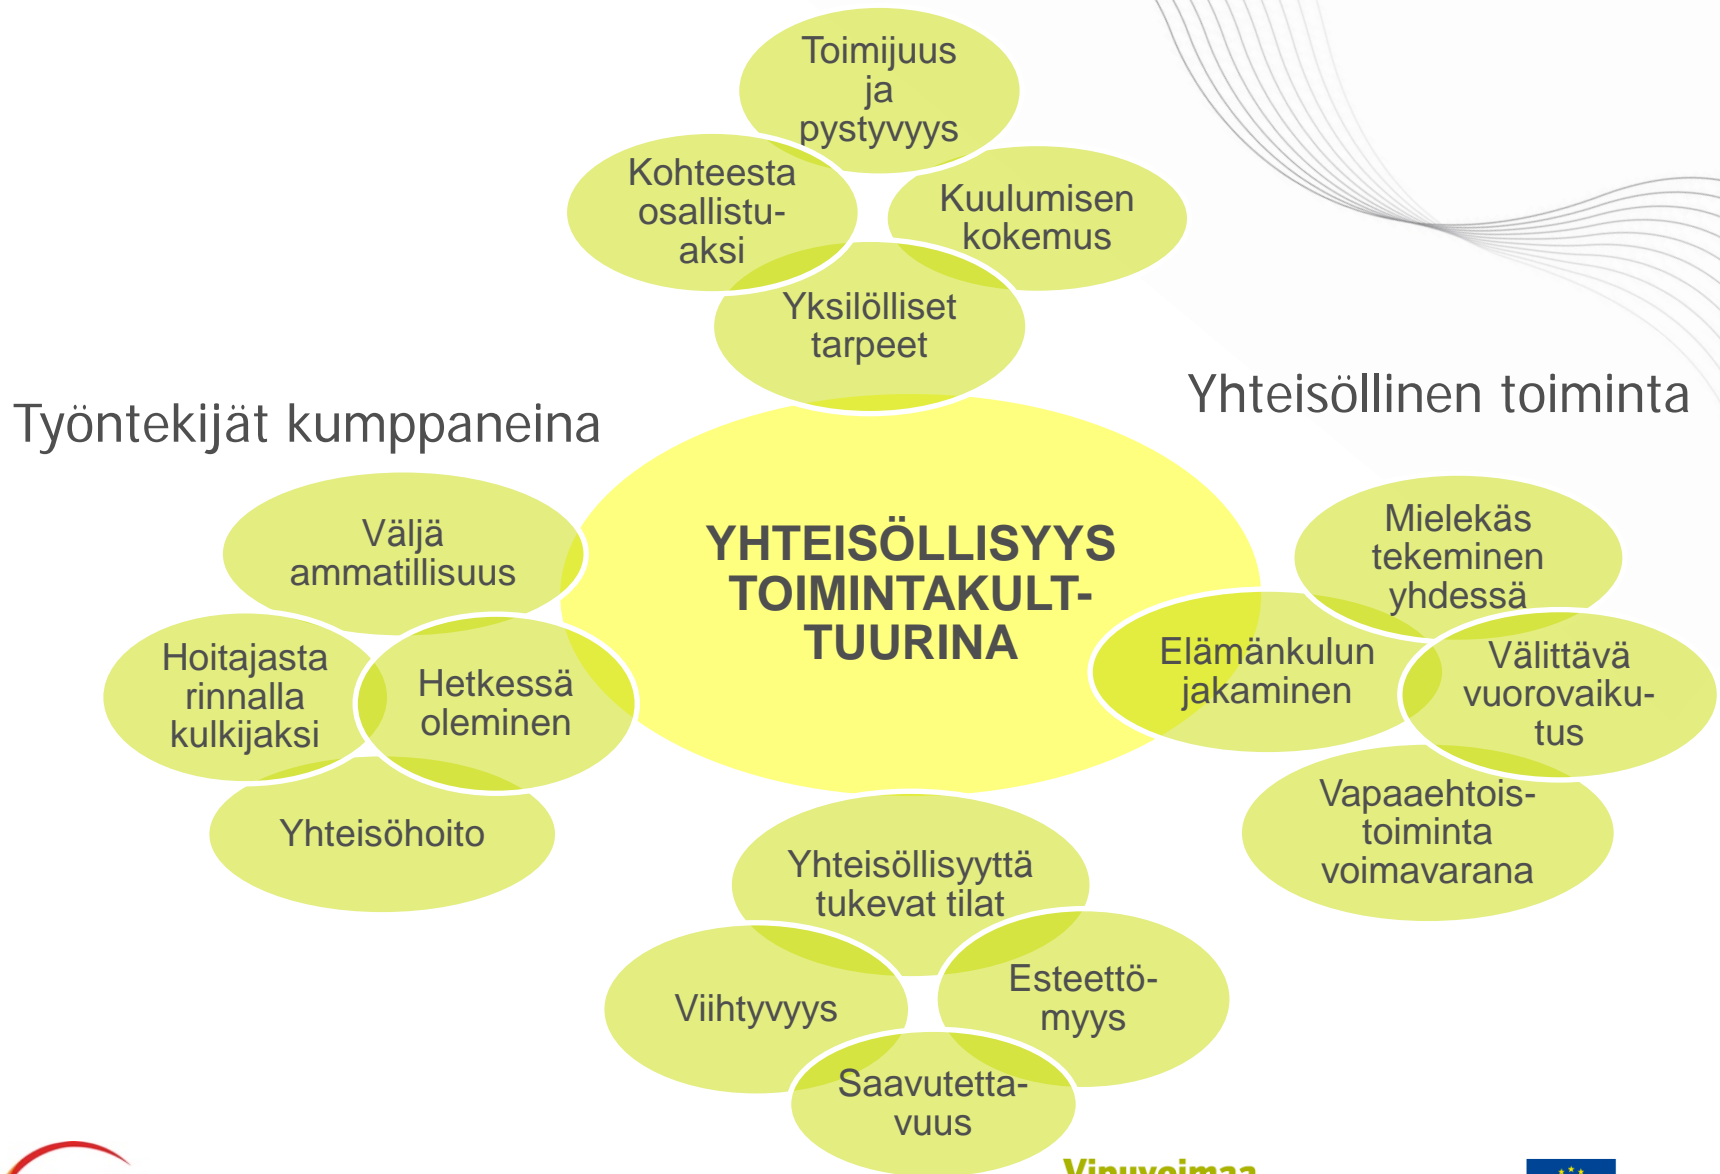 Toimijuus
ja
pystyvyys
Kohteesta
osallistu-
aksi
Kuulumisen
kokemus
Yksilölliset
tarpeet
Työntekijät kumppaneina
Yhteisöllinen toiminta
YHTEISÖLLISYYS
TOIMINTAKULT-
TUURINA
Väljä
ammatillisuus
Hoitajasta
rinnalla
kulkijaksi
Hetkessä
oleminen
Yhteisöhoito
Mielekäs
tekeminen
yhdessä
Elämänkulun
jakaminen
Välittävä
vuorovaiku-
tus
Vapaaehtois-
toiminta
voimavarana
Yhteisöllisyyttä
tukevat tilat
Viihtyvyys
Esteettö-
myys
Saavutetta-
vuus
Vipuvoimaa